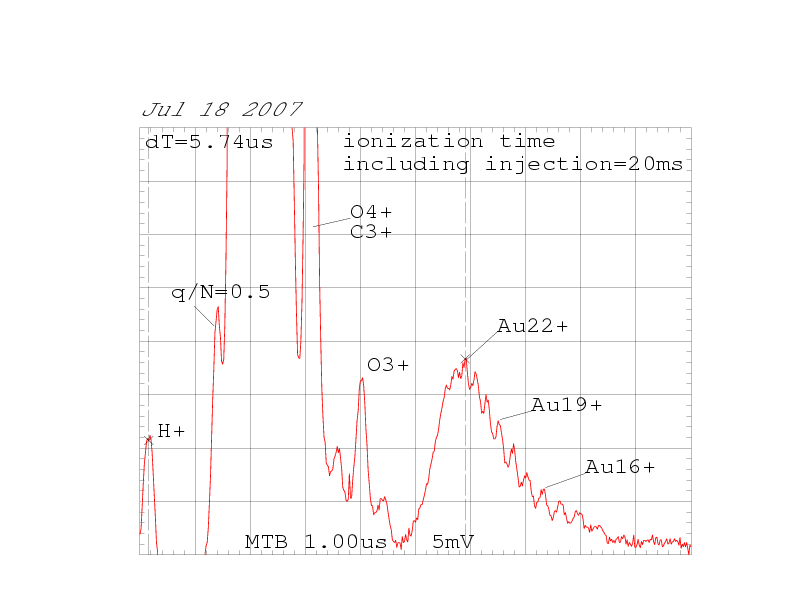 Jul 18 2007
dT=5.74us
ionization time
including injection=20ms
O4+
C3+
q/N=0.5
Au22+
O3+
Au19+
H+
Au16+
MTB 1.00us 5mV